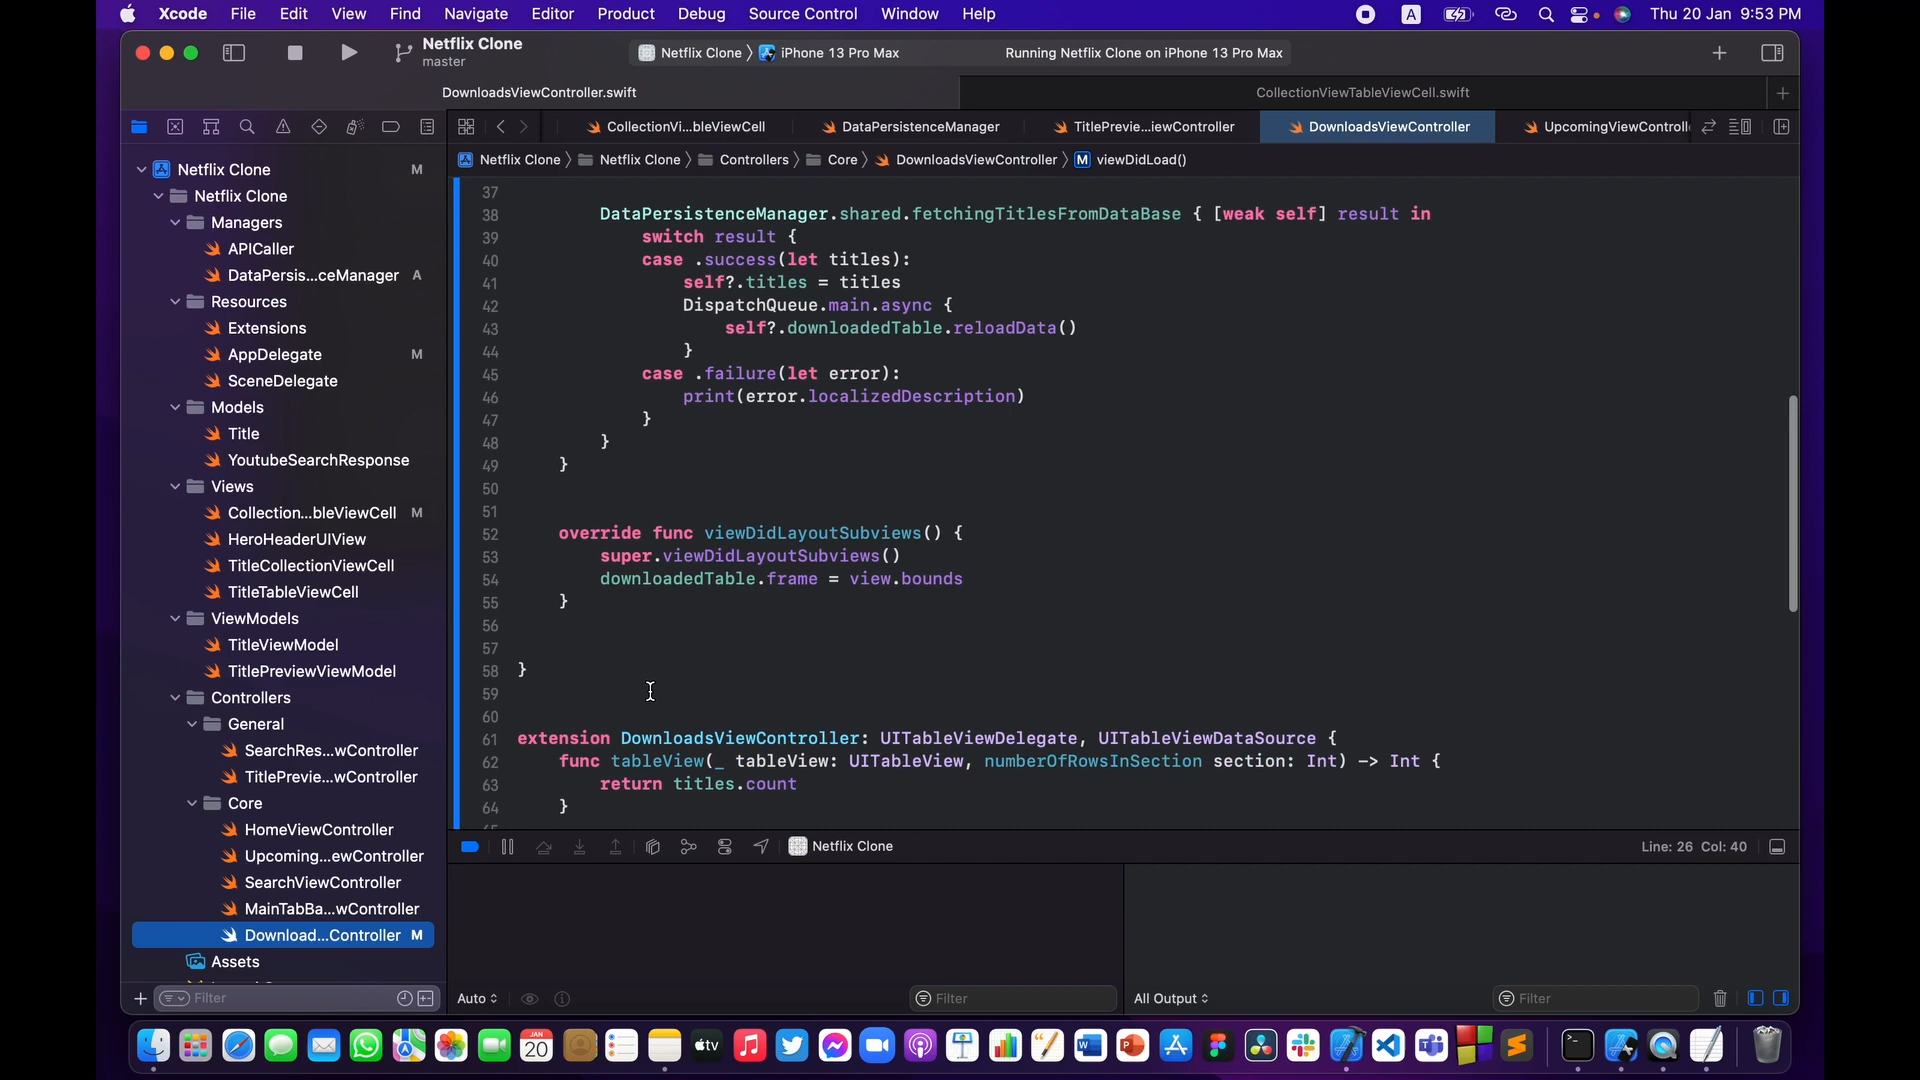 Xcode File Edit View Find Navigate Editor Product Debug Source Control Window Help A Thu 20 Jan 9:53 PM
Netflix Clone
master
Netflix Clone 〉 iPhone 13 Pro Max Running Netflix Clone on iPhone 13 Pro Max
DownloadsViewController.swift CollectionViewTableViewCell.swift
CollectionVi...bleViewCell DataPersistenceManager TitlePrevie...iewController DownloadsViewController UpcomingViewControll
Netflix Clone 〉 Netflix Clone 〉 Controllers 〉 Core 〉 DownloadsViewController 〉 M viewDidLoad()
Netflix Clone M
Netflix Clone
Managers
APICaller
DataPersis...ceManager A
Resources
Extensions
AppDelegate M
SceneDelegate
Models
Title
YoutubeSearchResponse
Views
Collection...bleViewCell M
HeroHeaderUIView
TitleCollectionViewCell
TitleTableViewCell
ViewModels
TitleViewModel
TitlePreviewViewModel
Controllers
General
SearchRes...wController
TitlePrevie...wController
Core
HomeViewController
Upcoming...ewController
SearchViewController
MainTabBa...wController
Download...Controller M
Assets
Filter
37
38 DataPersistenceManager.shared.fetchingTitlesFromDataBase { [weak self] result in
39 switch result {
40 case .success(let titles):
41 self?.titles = titles
42 DispatchQueue.main.async {
43 self?.downloadedTable.reloadData()
44 }
45 case .failure(let error):
46 print(error.localizedDescription)
47 }
48 }
49 }
50
51
52 override func viewDidLayoutSubviews() {
53 super.viewDidLayoutSubviews()
54 downloadedTable.frame = view.bounds
55 }
56
57
58 }
59
60
61 extension DownloadsViewController: UITableViewDelegate, UITableViewDataSource {
62 func tableView(_ tableView: UITableView, numberOfRowsInSection section: Int) -> Int {
63 return titles.count
64 }
Netflix Clone Line: 26 Col: 40
Auto Filter All Output Filter
JAN
20
tv
W
P